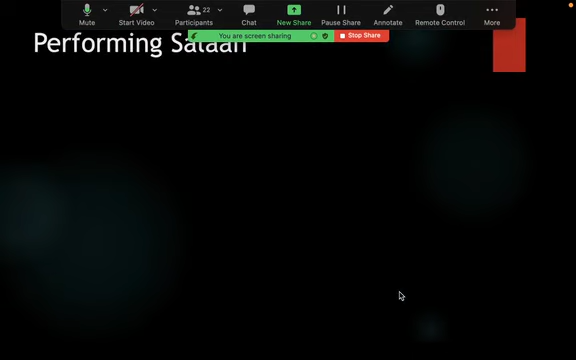 Mute
Start Video
Participants
22
Chat
New Share
Pause Share
Annotate
Remote Control
More
You are screen sharing
Stop Share
Performing Salaah